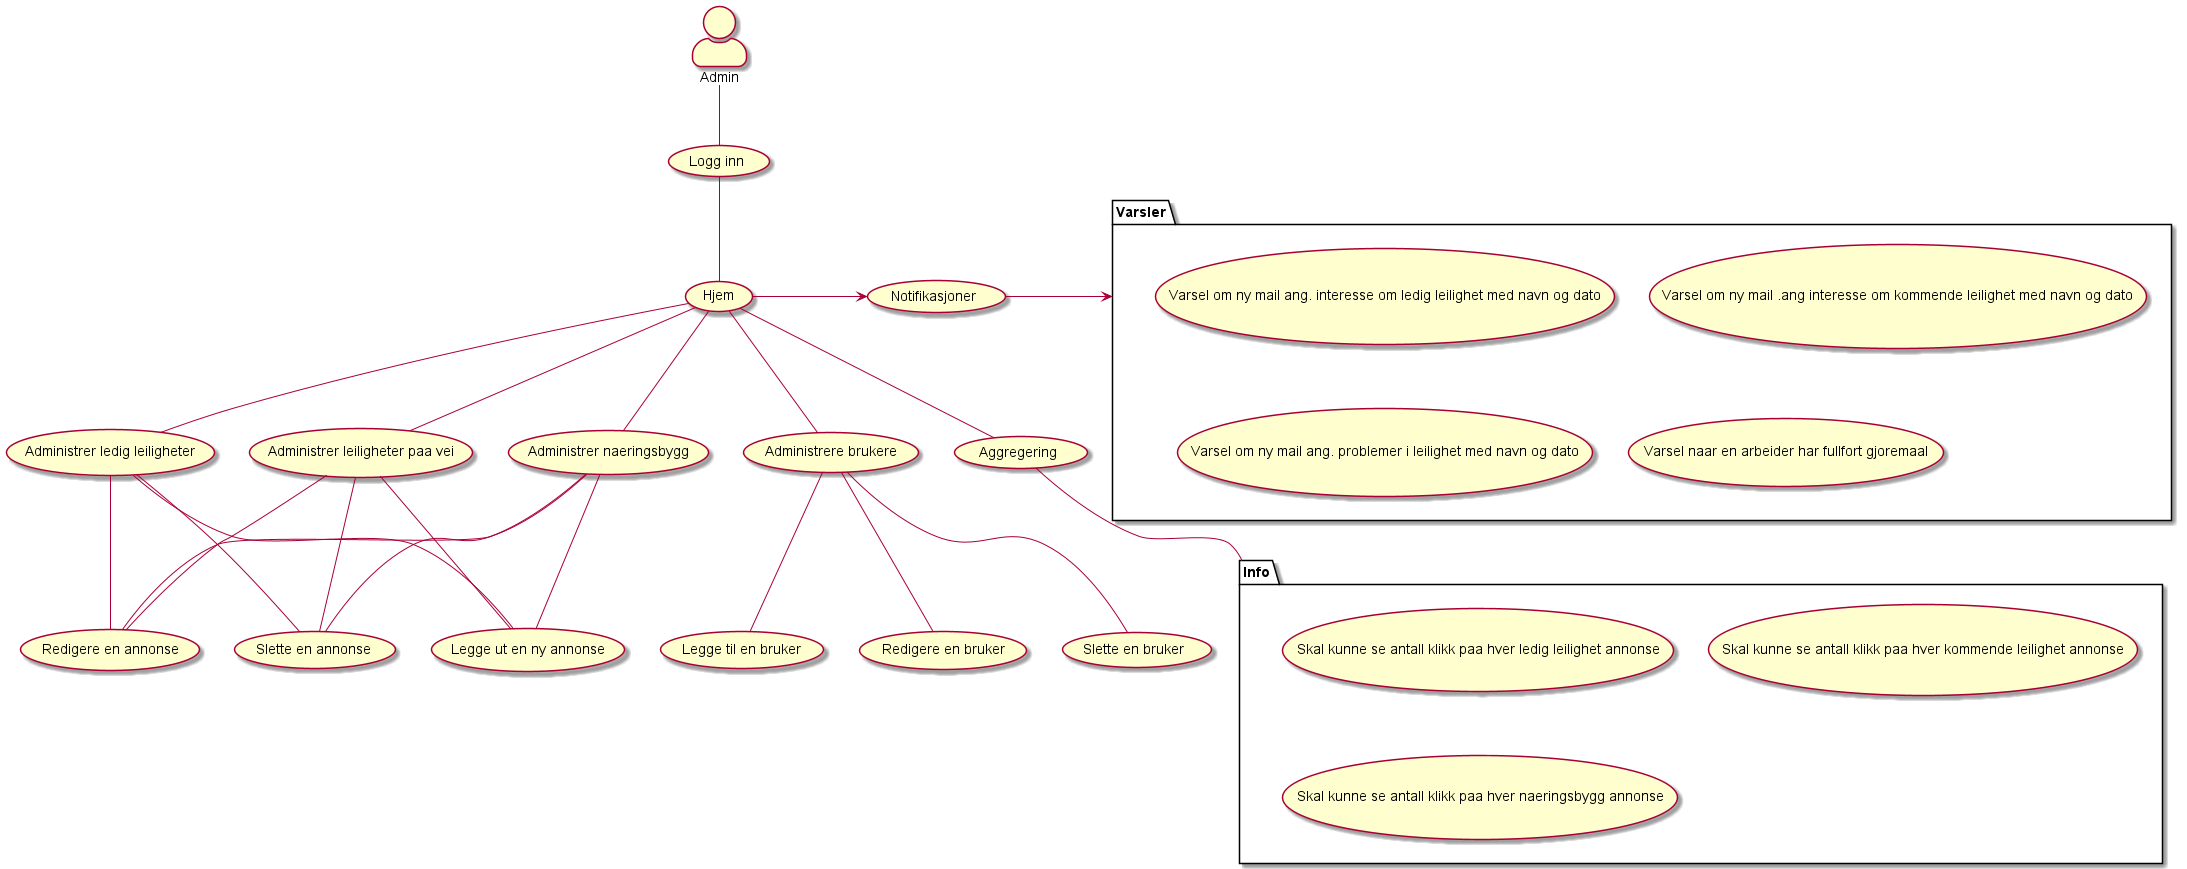 Admin
Logg inn
Varsler
Hjem
Notifikasjoner
Varsel om ny mail ang. interesse om ledig leilighet med navn og dato
Varsel om ny mail .ang interesse om kommende leilighet med navn og dato
Varsel om ny mail ang. problemer i leilighet med navn og dato
Varsel naar en arbeider har fullfort gjoremaal
Administrer ledig leiligheter
Administrer leiligheter paa vei
Administrer naeringsbygg
Administrere brukere
Aggregering
Info
Redigere en annonse
Slette en annonse
Legge ut en ny annonse
Legge til en bruker
Redigere en bruker
Slette en bruker
Skal kunne se antall klikk paa hver ledig leilighet annonse
Skal kunne se antall klikk paa hver kommende leilighet annonse
Skal kunne se antall klikk paa hver naeringsbygg annonse